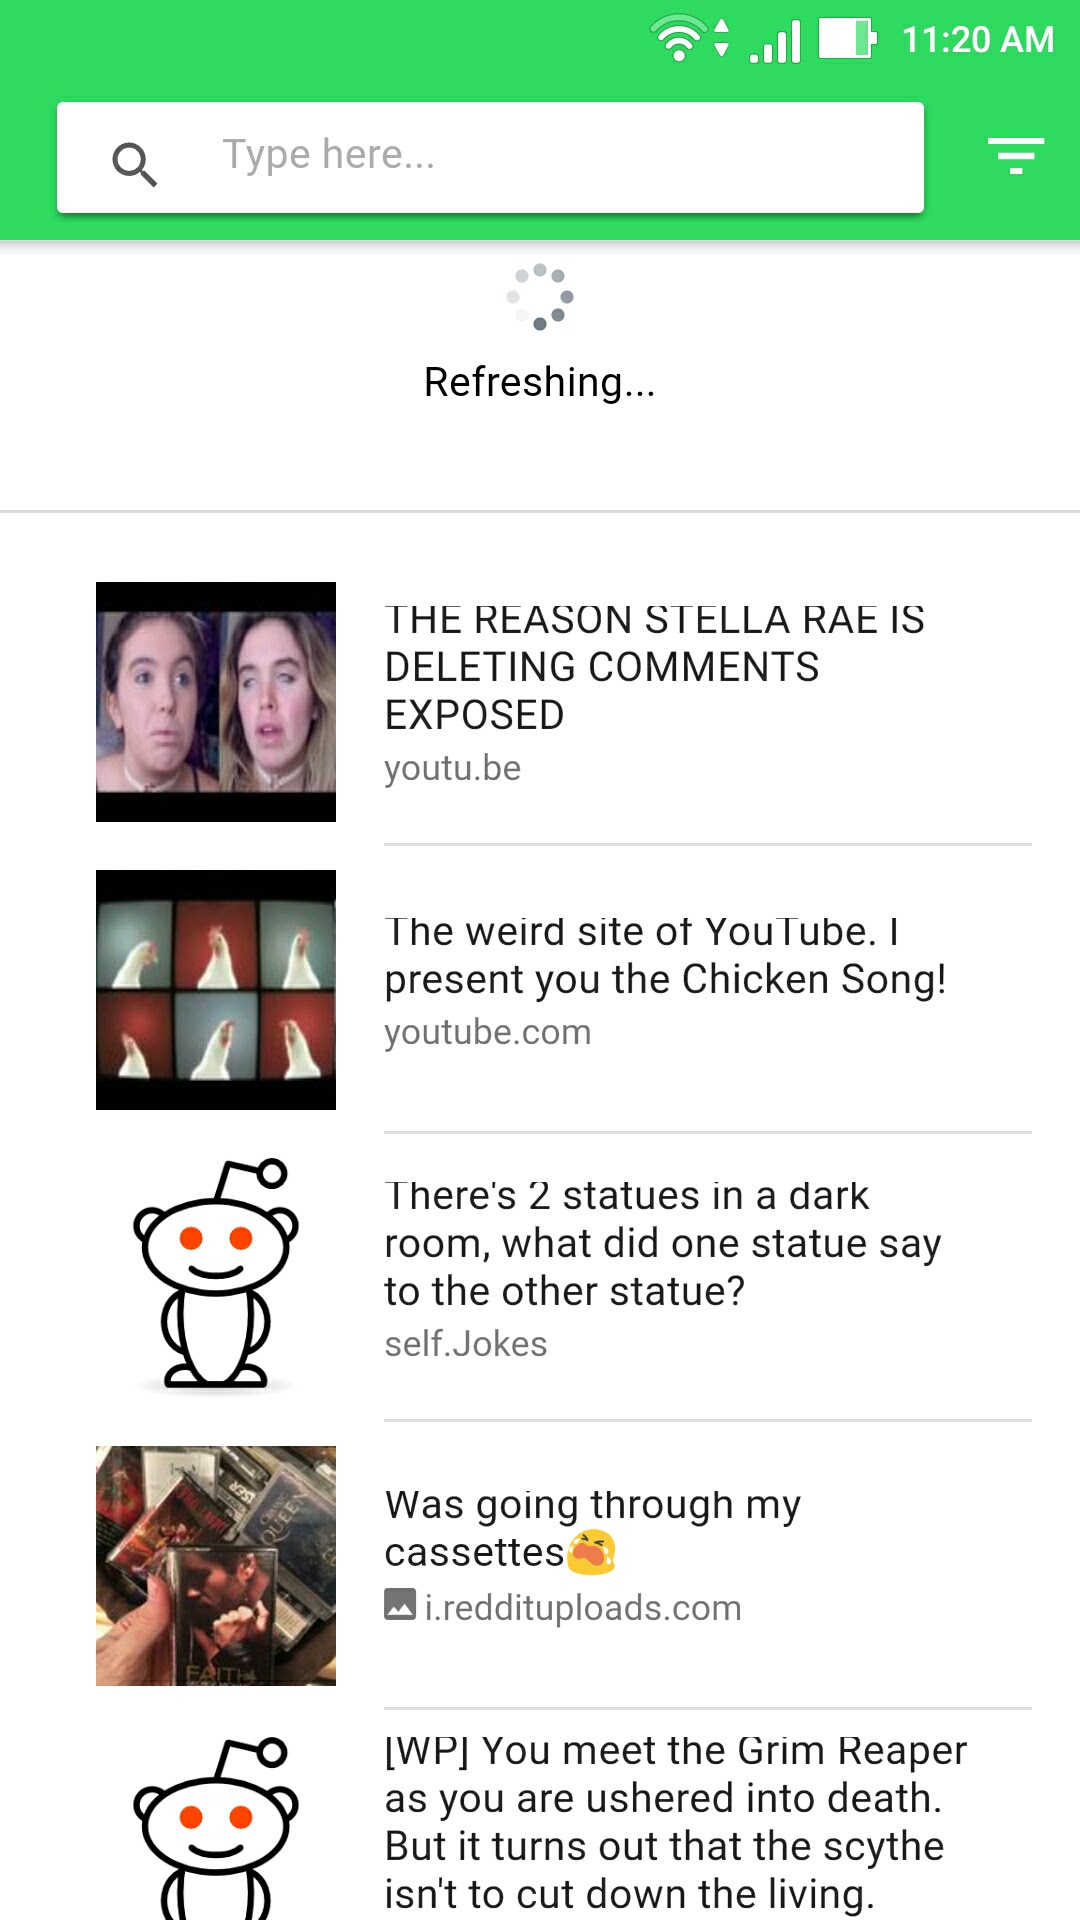 11:20 AM
Type here...
Refreshing...
THE REASON STELLA RAE IS
DELETING COMMENTS
EXPOSED
youtu.be
The weird site of YouTube. I
present you the Chicken Song!
youtube.com
There's 2 statues in a dark
room, what did one statue say
to the other statue?
self.Jokes
QUEEN
FAITH
Was going through my
cassettes😭
i.reddituploads.com
[WP] You meet the Grim Reaper
as you are ushered into death.
But it turns out that the scythe
isn't to cut down the living.